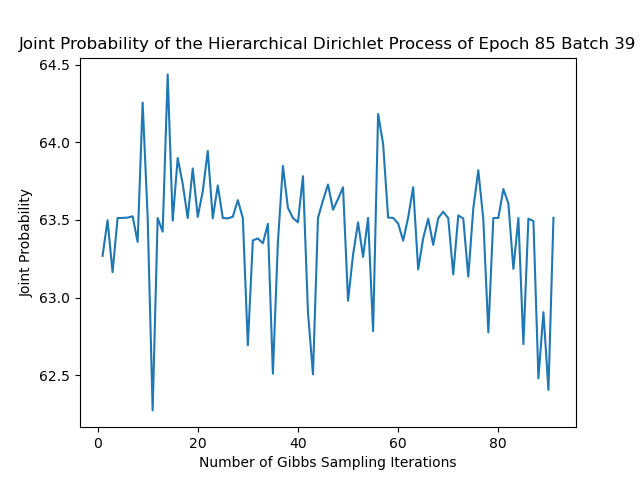 Joint Probability of the Hierarchical Dirichlet Process of Epoch 85 Batch 39
64.5
64.0
63.5
63.0
62.5
Joint Probability
0 20 40 60 80
Number of Gibbs Sampling Iterations